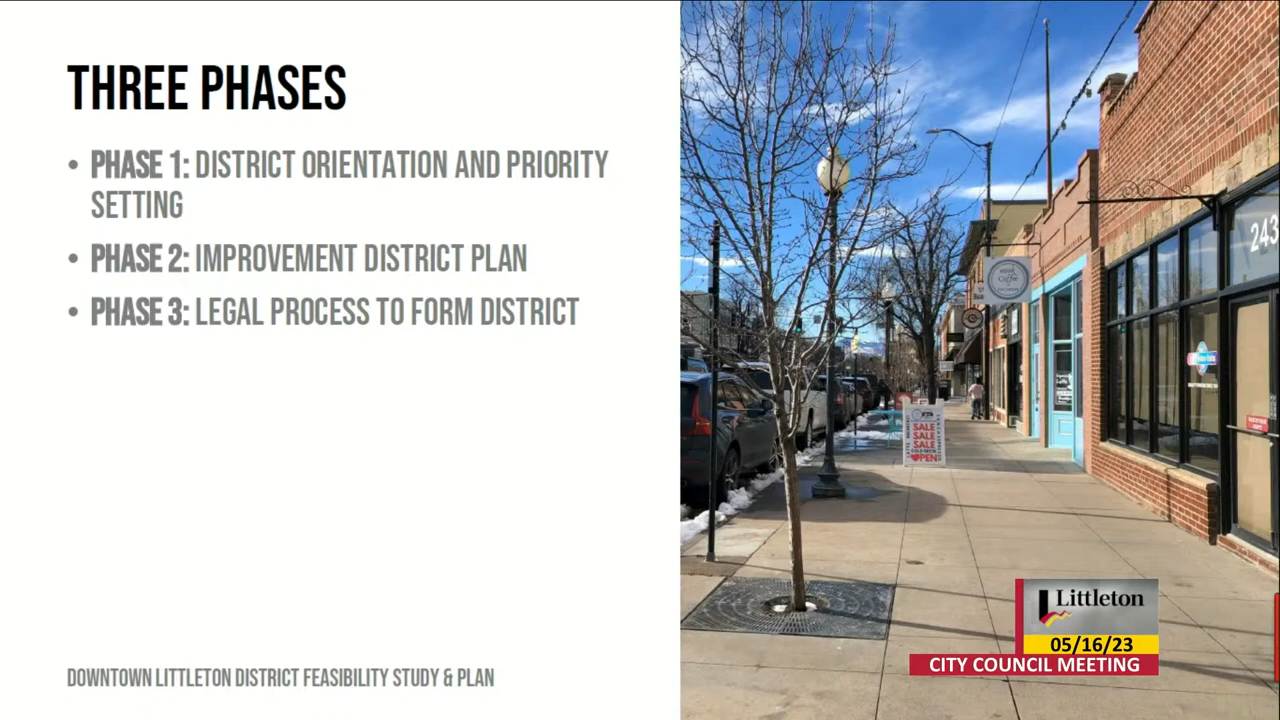 THREE PHASES
• PHASE 1: DISTRICT ORIENTATION AND PRIORITY
SETTING
• PHASE 2: IMPROVEMENT DISTRICT PLAN
• PHASE 3: LEGAL PROCESS TO FORM DISTRICT
DOWNTOWN LITTLETON DISTRICT FEASIBILITY STUDY & PLAN
243
Coffee
SALE
SALE
SALE
OPEN
Littleton
05/16/23
CITY COUNCIL MEETING